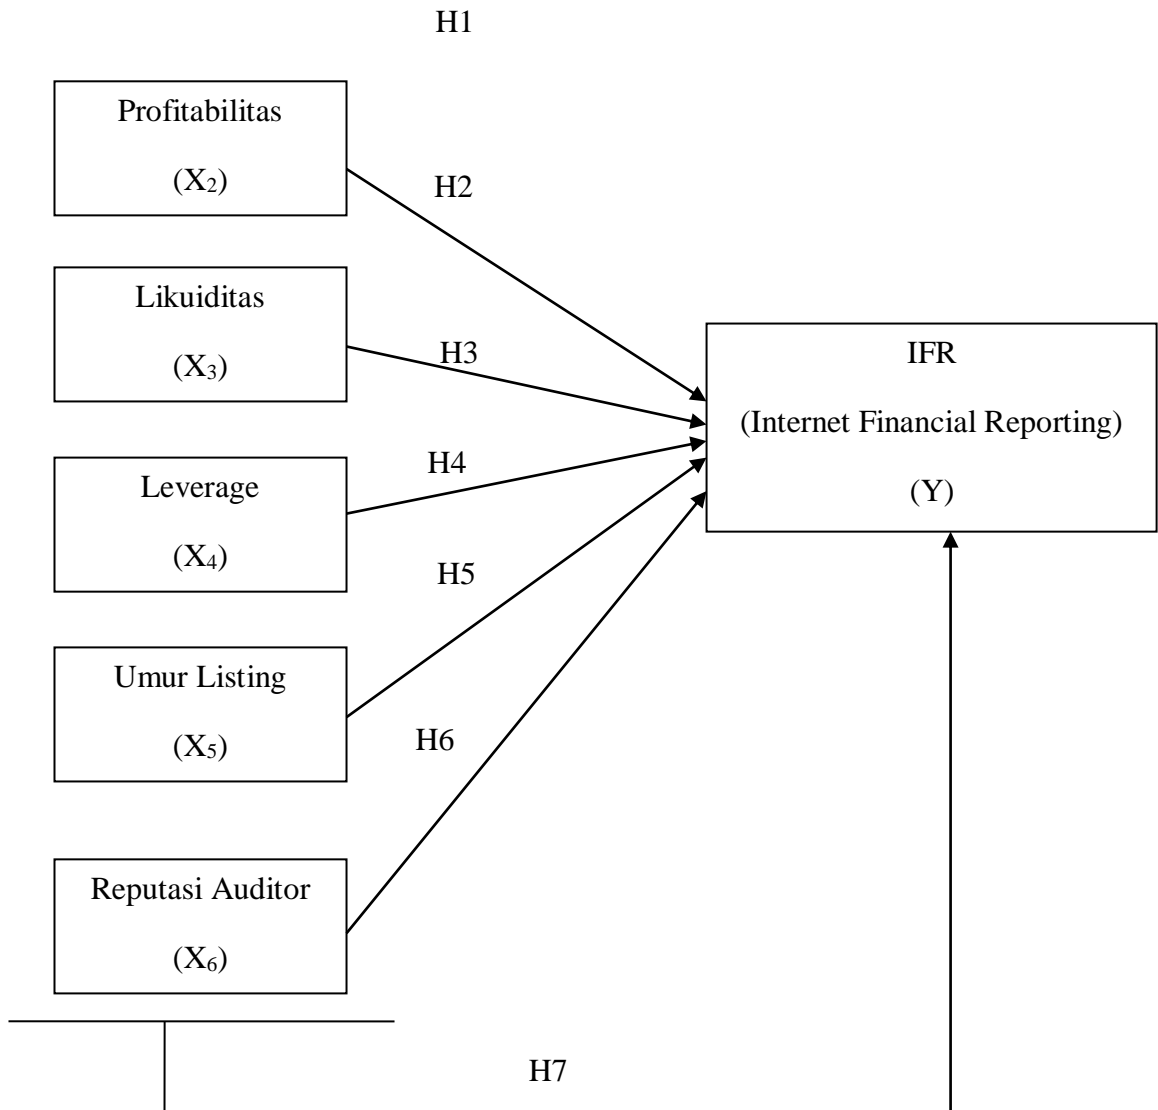 H1
Profitabilitas
(X₂)
H2
Likuiditas
(X₃)
H3
IFR
(Internet Financial Reporting)
(Y)
Leverage
(X₄)
H4
H5
Umur Listing
(X₅)
H6
Reputasi Auditor
(X₆)
H7